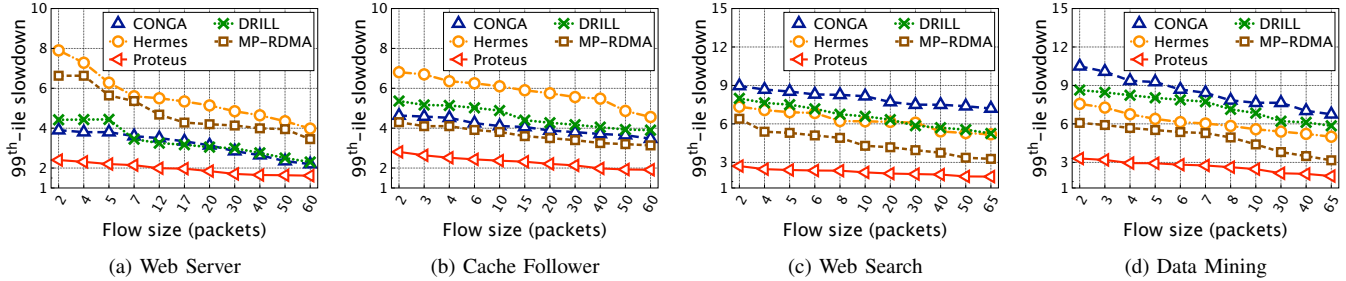 99th-ile slowdown
10
8
6
4
2
1
CONGA
Hermes
Proteus
DRILL
MP-RDMA
2
4
5
7
12
17
20
30
40
50
60
Flow size (packets)
(a) Web Server
99th-ile slowdown
10
8
6
4
2
1
CONGA
Hermes
Proteus
DRILL
MP-RDMA
2
3
4
6
10
15
20
30
40
50
60
Flow size (packets)
(b) Cache Follower
99th-ile slowdown
15
12
9
6
3
1
CONGA
Hermes
Proteus
DRILL
MP-RDMA
2
4
5
6
8
10
20
30
40
50
65
Flow size (packets)
(c) Web Search
99th-ile slowdown
15
12
9
6
3
1
CONGA
Hermes
Proteus
DRILL
MP-RDMA
2
3
4
5
6
7
8
10
30
40
65
Flow size (packets)
(d) Data Mining